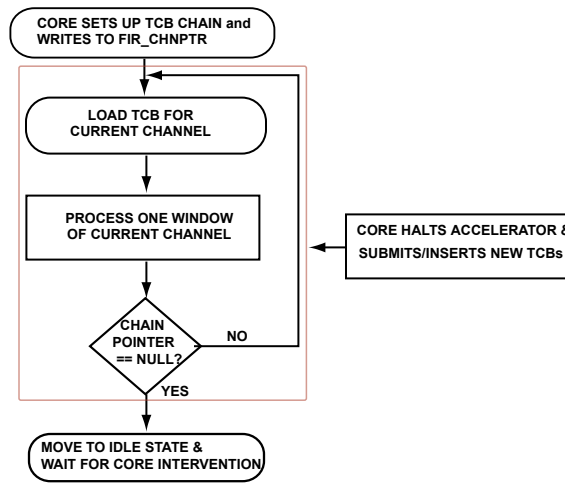 CORE SETS UP TCB CHAIN and
WRITES TO FIR_CHNPTR
LOAD TCB FOR
CURRENT CHANNEL
PROCESS ONE WINDOW
OF CURRENT CHANNEL
CORE HALTS ACCELERATOR &
SUBMITS/INSERTS NEW TCBs
CHAIN
POINTER
== NULL?
NO
YES
MOVE TO IDLE STATE &
WAIT FOR CORE INTERVENTION